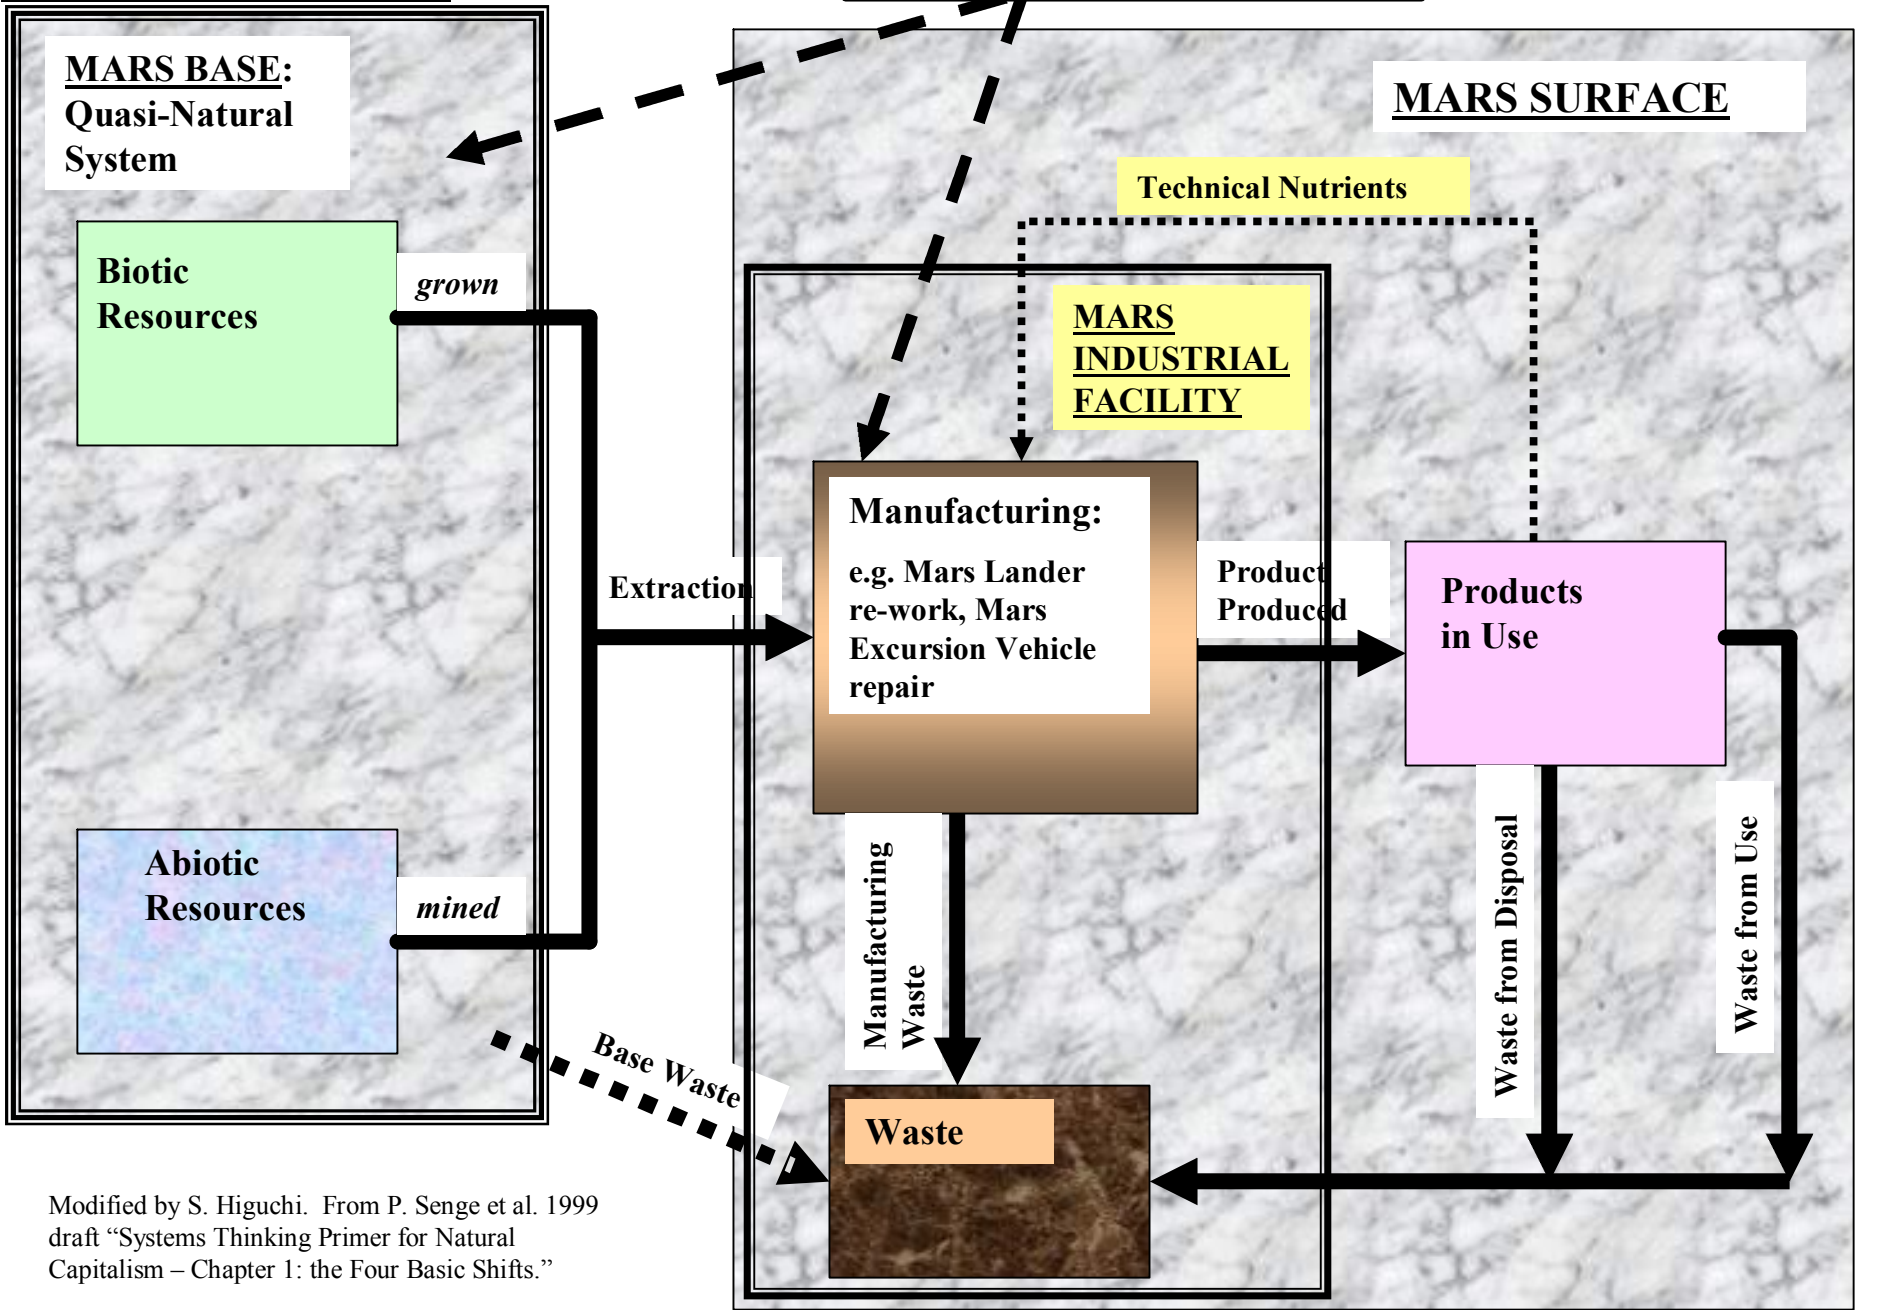 MARS BASE:
Quasi-Natural
System
MARS SURFACE
Technical Nutrients
Biotic
Resources
grown
MARS
INDUSTRIAL
FACILITY
Manufacturing:
e.g. Mars Lander
re-work, Mars
Excursion Vehicle
repair
Extraction
Product
Produced
Products
in Use
Abiotic
Resources
mined
Manufacturing
Waste
Waste from Disposal
Waste from Use
Base Waste
Waste
Modified by S. Higuchi.  From P. Senge et al. 1999
draft “Systems Thinking Primer for Natural
Capitalism – Chapter 1: the Four Basic Shifts.”